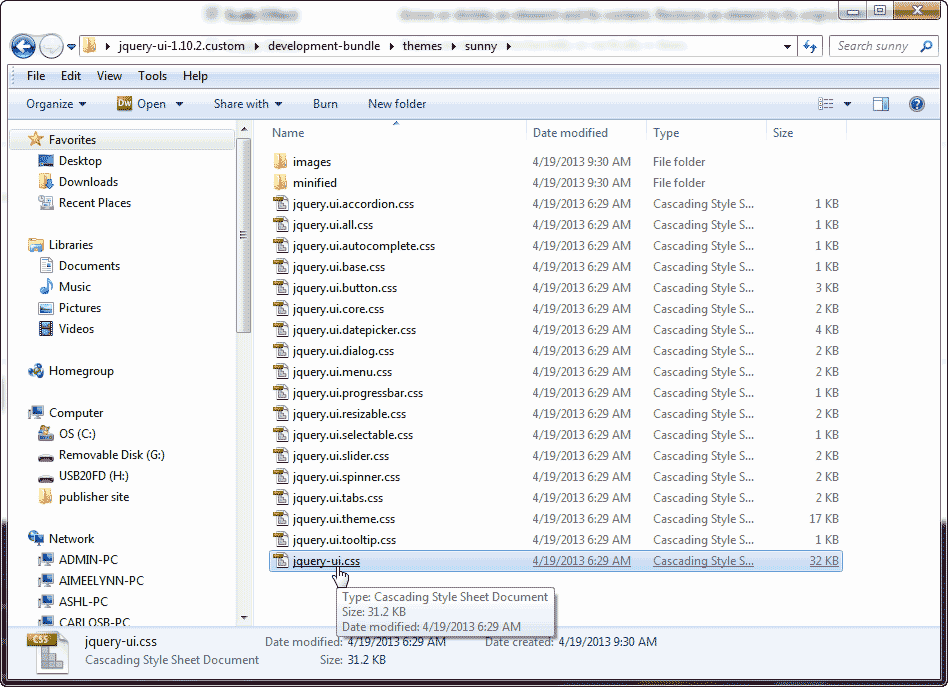 jquery-ui-1.10.2.custom development-bundle themes sunny Search sunny
File Edit View Tools Help
Organize Dw Open Share with Burn New folder
Name Date modified Type Size
Favorites
Desktop
Downloads
Recent Places
Libraries
Documents
Music
Pictures
Videos
Homegroup
Computer
OS (C:)
Removable Disk (G:)
USB20FD (H:)
publisher site
Network
ADMIN-PC
AIMEELYNN-PC
ASHL-PC
CARLOSB-PC
images 4/19/2013 9:30 AM File folder
minified 4/19/2013 9:30 AM File folder
jquery.ui.accordion.css 4/19/2013 6:29 AM Cascading Style S... 1 KB
jquery.ui.all.css 4/19/2013 6:29 AM Cascading Style S... 1 KB
jquery.ui.autocomplete.css 4/19/2013 6:29 AM Cascading Style S... 1 KB
jquery.ui.base.css 4/19/2013 6:29 AM Cascading Style S... 1 KB
jquery.ui.button.css 4/19/2013 6:29 AM Cascading Style S... 3 KB
jquery.ui.core.css 4/19/2013 6:29 AM Cascading Style S... 2 KB
jquery.ui.datepicker.css 4/19/2013 6:29 AM Cascading Style S... 4 KB
jquery.ui.dialog.css 4/19/2013 6:29 AM Cascading Style S... 2 KB
jquery.ui.menu.css 4/19/2013 6:29 AM Cascading Style S... 2 KB
jquery.ui.progressbar.css 4/19/2013 6:29 AM Cascading Style S... 1 KB
jquery.ui.resizable.css 4/19/2013 6:29 AM Cascading Style S... 2 KB
jquery.ui.selectable.css 4/19/2013 6:29 AM Cascading Style S... 1 KB
jquery.ui.slider.css 4/19/2013 6:29 AM Cascading Style S... 2 KB
jquery.ui.spinner.css 4/19/2013 6:29 AM Cascading Style S... 2 KB
jquery.ui.tabs.css 4/19/2013 6:29 AM Cascading Style S... 2 KB
jquery.ui.theme.css 4/19/2013 6:29 AM Cascading Style S... 17 KB
jquery.ui.tooltip.css 4/19/2013 6:29 AM Cascading Style S... 1 KB
jquery-ui.css 4/19/2013 6:29 AM Cascading Style S... 32 KB
Type: Cascading Style Sheet Document
Size: 31.2 KB
Date modified: 4/19/2013 6:29 AM
CSS
jquery-ui.css Date modified: 4/19/2013 6:29 AM Date created: 4/19/2013 9:30 AM
Cascading Style Sheet Document Size: 31.2 KB